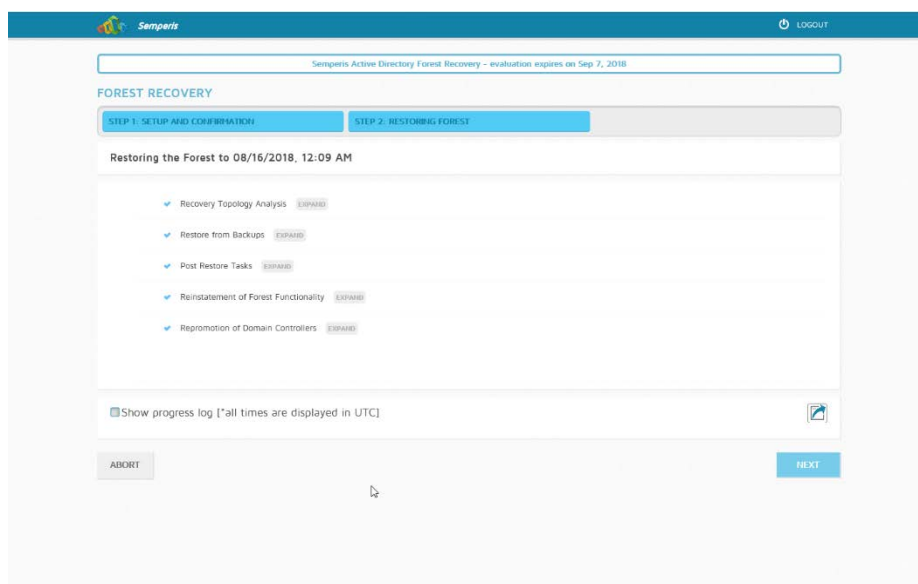 Semperis
LOGOUT
Semperis Active Directory Forest Recovery - evaluation expires on Sep 7, 2018
FOREST RECOVERY
STEP 1: SETUP AND CONFIRMATION
STEP 2: RESTORING FOREST
Restoring the Forest to 08/16/2018, 12:09 AM
Recovery Topology Analysis EXPAND
Restore from Backups EXPAND
Post Restore Tasks EXPAND
Reinstatement of Forest Functionality EXPAND
Repromotion of Domain Controllers EXPAND
Show progress log [*all times are displayed in UTC]
ABORT
NEXT